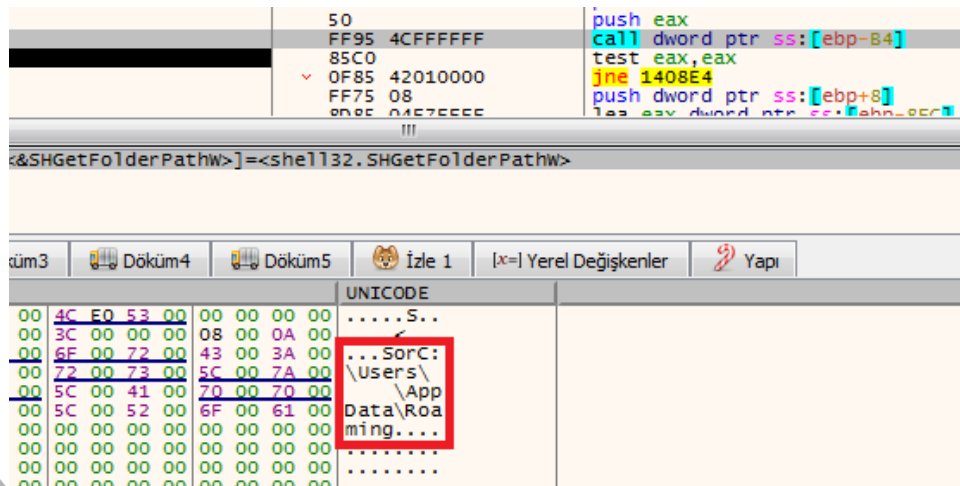 50 push eax
FF95 4CFFFFFF call dword ptr ss:[ebp-B4]
85C0 test eax,eax
0F85 42010000 jne 1408E4
FF75 08 push dword ptr ss:[ebp+8]
<&SHGetFolderPathW>]=<shell32.SHGetFolderPathW>
küm3 Döküm4 Döküm5 İzle 1 [x=] Yerel Değişkenler Yapı
UNICODE
00 4C E0 53 00 00 00 00 00 .....S..
00 3C 00 00 00 08 00 0A 00
00 6F 00 72 00 43 00 3A 00 ...SorC:
00 72 00 73 00 5C 00 7A 00 \Users\
00 5C 00 41 00 70 00 70 00 \App
00 5C 00 52 00 6F 00 61 00 Data\Roa
00 00 00 00 00 00 00 00 00 ming....
00 00 00 00 00 00 00 00 00 ........
00 00 00 00 00 00 00 00 00 ........